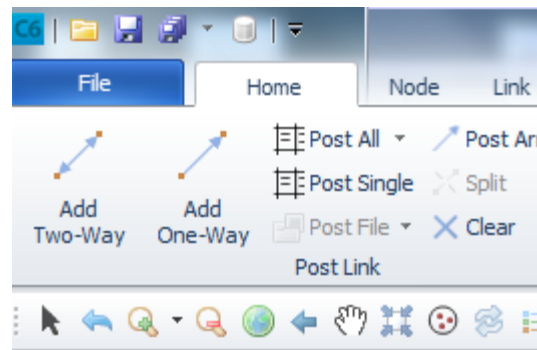 C6
File Home Node Link
Add Two-Way
Add One-Way
Post All
Post Single
Post File
Post
Split
Clear
Post Link